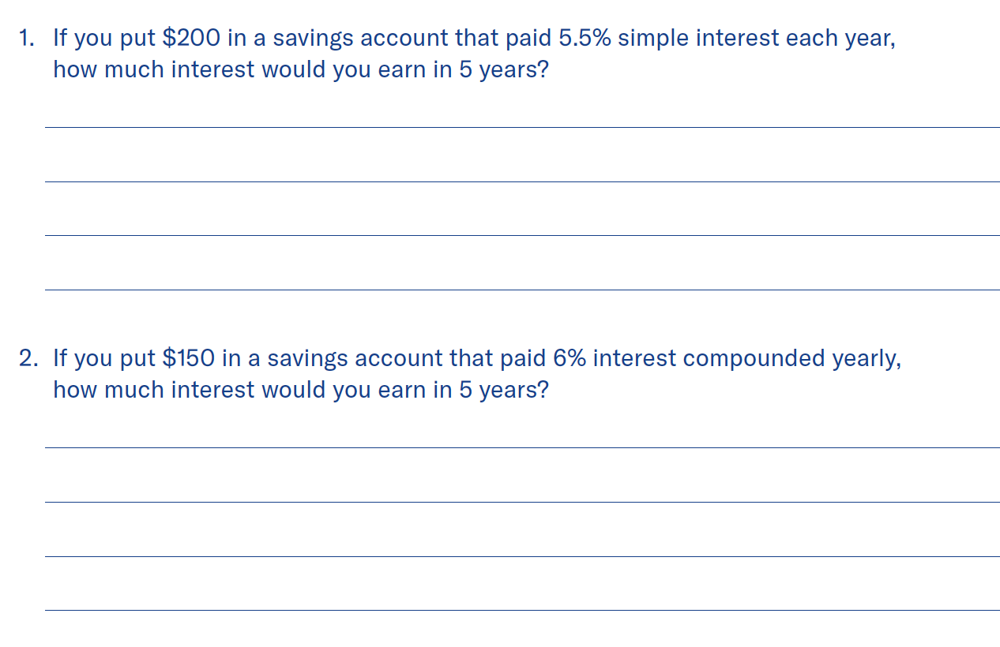 1. If you put $200 in a savings account that paid 5.5% simple interest each year,
how much interest would you earn in 5 years?
2. If you put $150 in a savings account that paid 6% interest compounded yearly,
how much interest would you earn in 5 years?